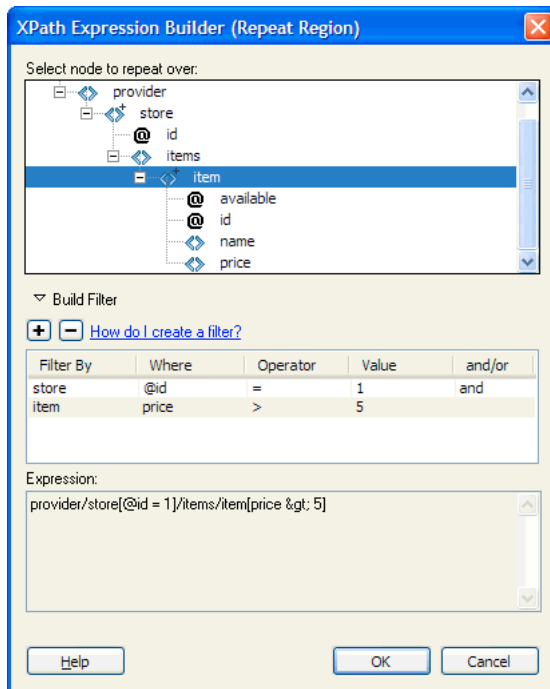 XPath Expression Builder (Repeat Region)
Select node to repeat over:
provider
store
@ id
items
item
@ available
@ id
name
price
Build Filter
+ - How do I create a filter?
Filter By Where Operator Value and/or
store @id = 1 and
item price > 5
Expression:
provider/store[@id = 1]/items/item[price &gt; 5]
Help OK Cancel